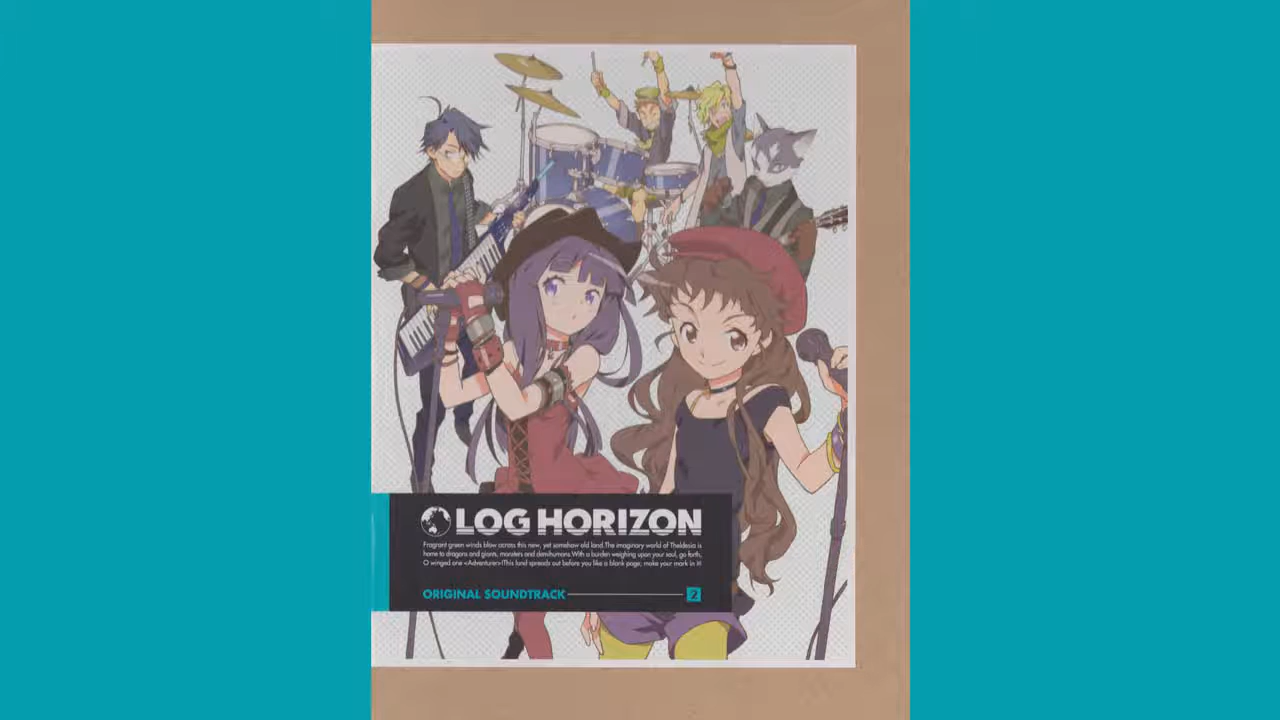 LOG HORIZON
Fragrant green winds blow across this new, yet somehow old land.The imaginary world of Theldesia is
home to dragons and giants, monsters and demihumans.With a burden weighing upon your soul, go forth,
O winged one <Adventurer>!This land spreads out before you like a blank page; make your mark in it!
ORIGINAL SOUNDTRACK 2